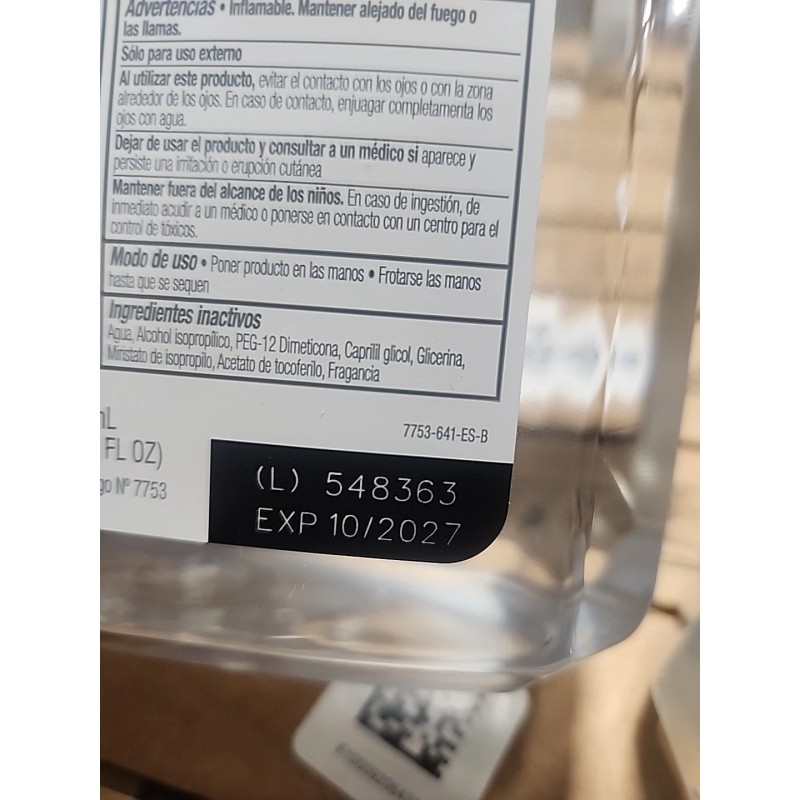 Advertencias • Inflamable. Mantener alejado del fuego o
las llamas.
Sólo para uso externo
Al utilizar este producto, evitar el contacto con los ojos o con la zona
alrededor de los ojos. En caso de contacto, enjuagar completamenta los
ojos con agua.
Dejar de usar el producto y consultar a un médico si aparece y
persiste una irritación o erupción cutánea
Mantener fuera del alcance de los niños. En caso de ingestión, de
inmediato acudir a un médico o ponerse en contacto con un centro para el
control de tóxicos.
Modo de uso • Poner producto en las manos • Frotarse las manos
hasta que se sequen
Ingredientes inactivos
Agua, Alcohol isopropílico, PEG-12 Dimeticona, Caprilil glicol, Glicerina,
Miristato de isopropilo, Acetato de tocoferilo, Fragancia
7753-641-ES-B
FL OZ)
Nº 7753
(L) 548363
EXP 10/2027